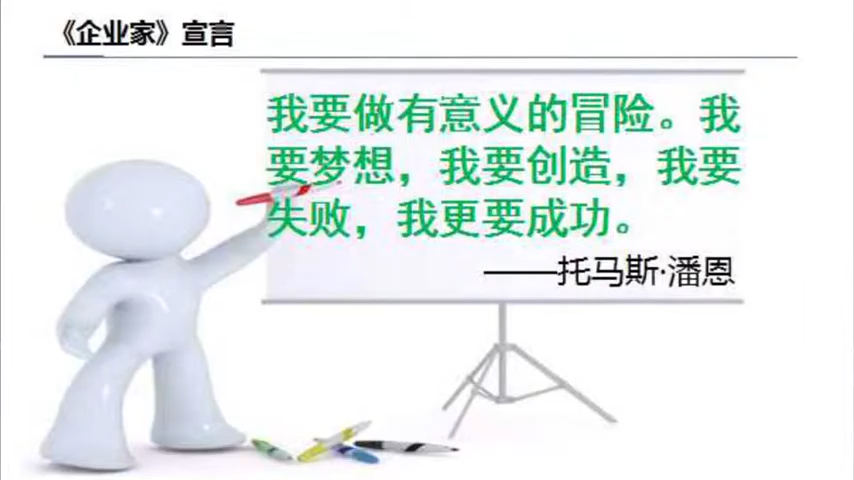 《企业家》宣言
我要做有意义的冒险。我
要梦想，我要创造，我要
失败，我更要成功。
——托马斯·潘恩